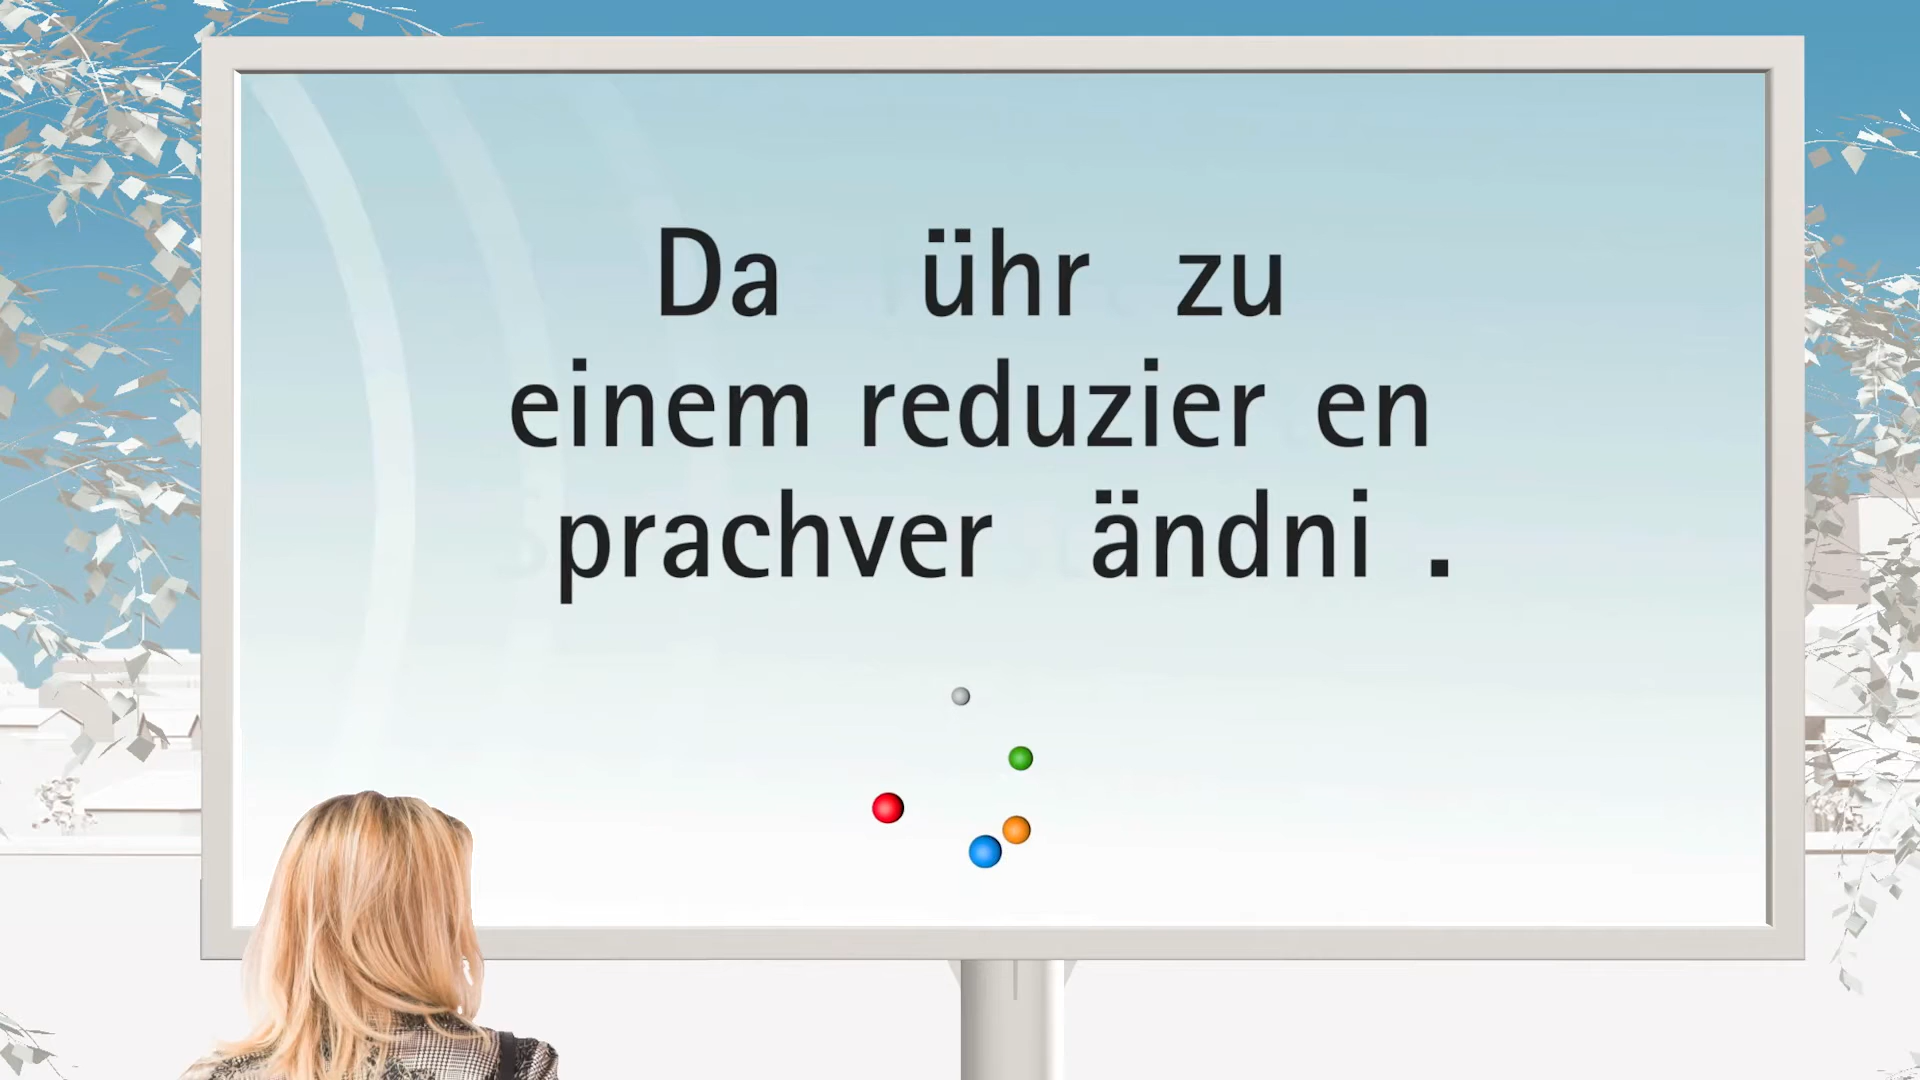 Da ühr zu
einem reduzier en
prachver ändni .